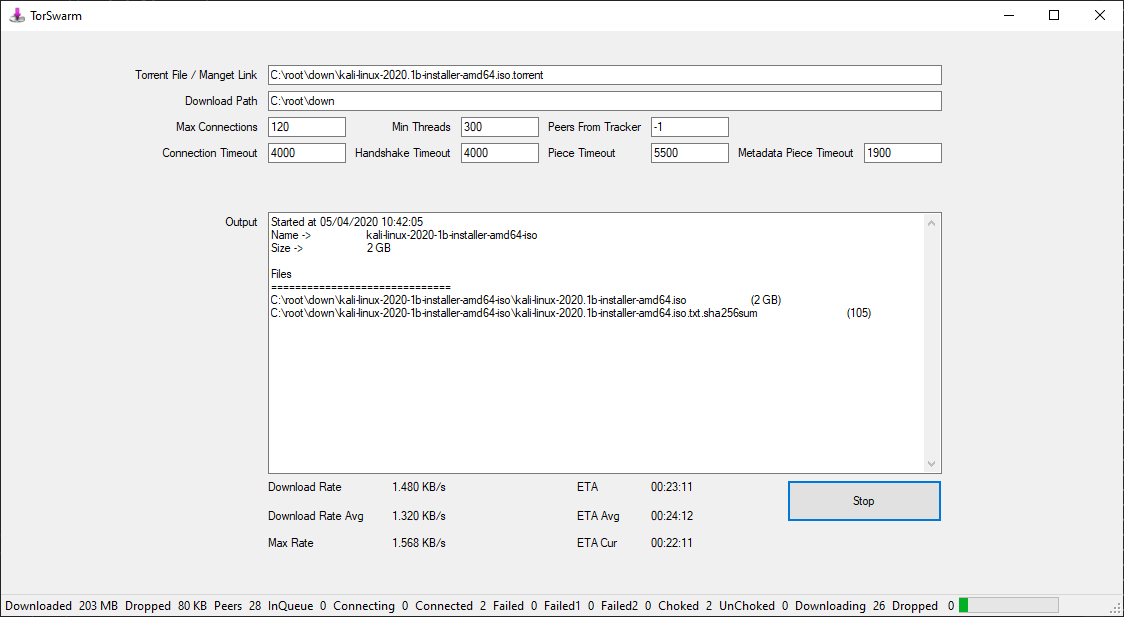 TorSwarm
Torrent File / Manget Link C:\root\down\kali-linux-2020.1b-installer-amd64.iso.torrent
Download Path C:\root\down
Max Connections 120 Min Threads 300 Peers From Tracker -1
Connection Timeout 4000 Handshake Timeout 4000 Piece Timeout 5500 Metadata Piece Timeout 1900
Output Started at 05/04/2020 10:42:05
Name -> kali-linux-2020-1b-installer-amd64-iso
Size -> 2 GB
Files
==============================
C:\root\down\kali-linux-2020-1b-installer-amd64-iso\kali-linux-2020.1b-installer-amd64.iso (2 GB)
C:\root\down\kali-linux-2020-1b-installer-amd64-iso\kali-linux-2020.1b-installer-amd64.iso.txt.sha256sum (105)
Download Rate 1.480 KB/s ETA 00:23:11 Stop
Download Rate Avg 1.320 KB/s ETA Avg 00:24:12
Max Rate 1.568 KB/s ETA Cur 00:22:11
Downloaded 203 MB Dropped 80 KB Peers 28 InQueue 0 Connecting 0 Connected 2 Failed 0 Failed1 0 Failed2 0 Choked 2 UnChoked 0 Downloading 26 Dropped 0